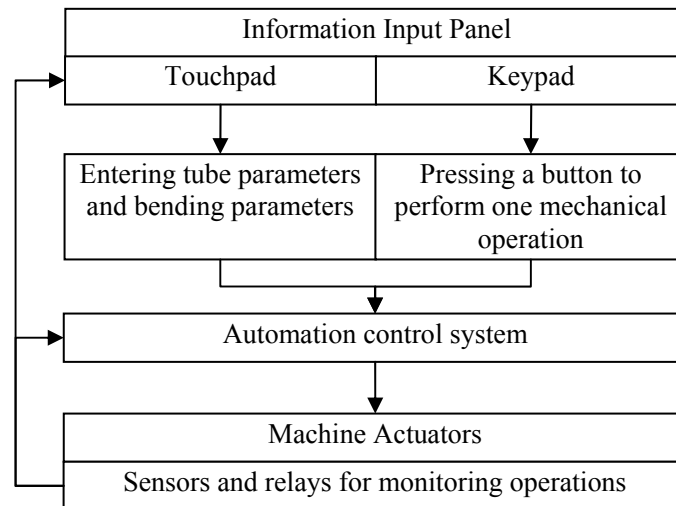 Information Input Panel
Touchpad
Keypad
Entering tube parameters
and bending parameters
Pressing a button to
perform one mechanical
operation
Automation control system
Machine Actuators
Sensors and relays for monitoring operations